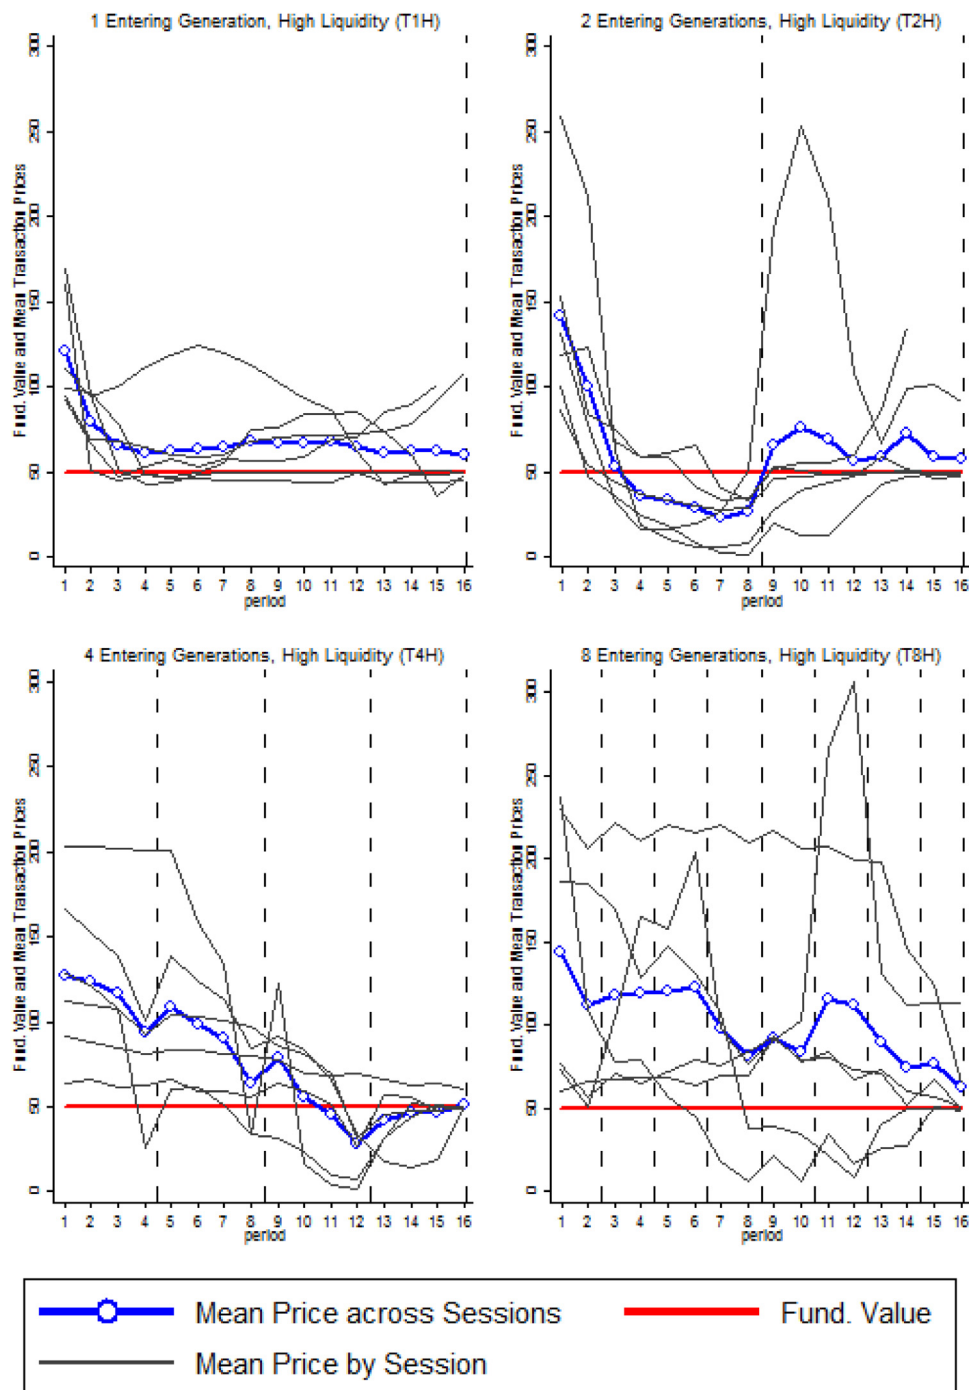 1 Entering Generation, High Liquidity (T1H)
Fund. Value and Mean Transaction Prices
300
250
200
150
100
50
0
1 2 3 4 5 6 7 8 9 10 11 12 13 14 15 16
period
2 Entering Generations, High Liquidity (T2H)
Fund. Value and Mean Transaction Prices
300
250
200
150
100
50
0
1 2 3 4 5 6 7 8 9 10 11 12 13 14 15 16
period
4 Entering Generations, High Liquidity (T4H)
Fund. Value and Mean Transaction Prices
300
250
200
150
100
50
0
1 2 3 4 5 6 7 8 9 10 11 12 13 14 15 16
period
8 Entering Generations, High Liquidity (T8H)
Fund. Value and Mean Transaction Prices
300
250
200
150
100
50
0
1 2 3 4 5 6 7 8 9 10 11 12 13 14 15 16
period
Mean Price across Sessions
Fund. Value
Mean Price by Session